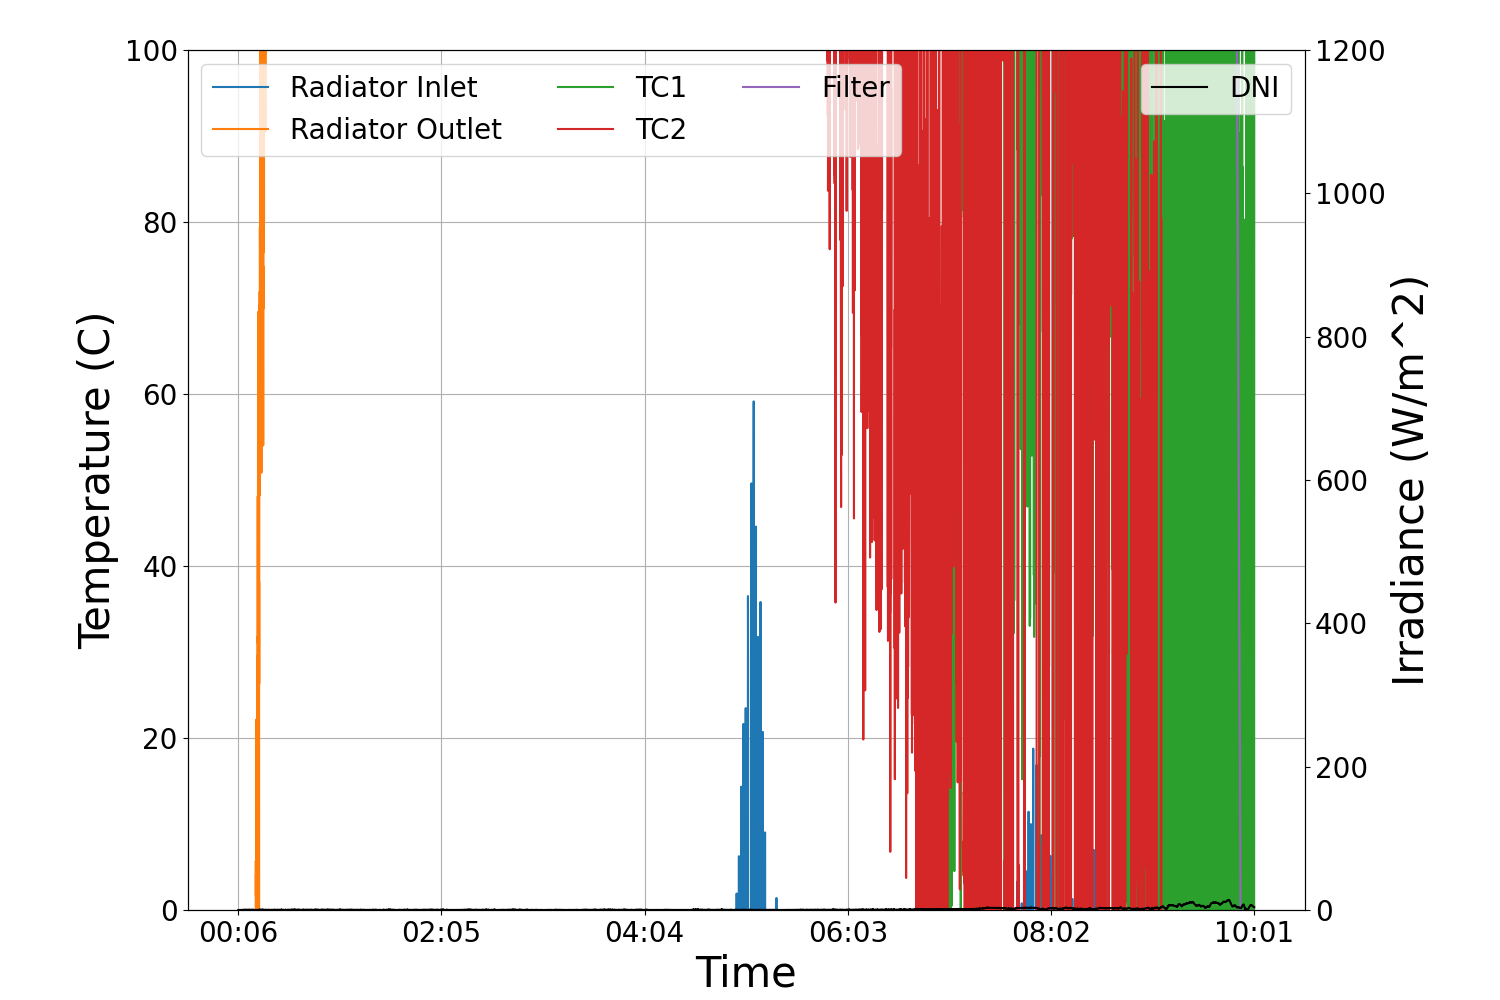 100
80
60
40
20
0
Temperature (C)
Radiator Inlet
Radiator Outlet
TC1
TC2
Filter
DNI
1200
1000
800
600
400
200
0
Irradiance (W/m^2)
00:06
02:05
04:04
06:03
08:02
10:01
Time